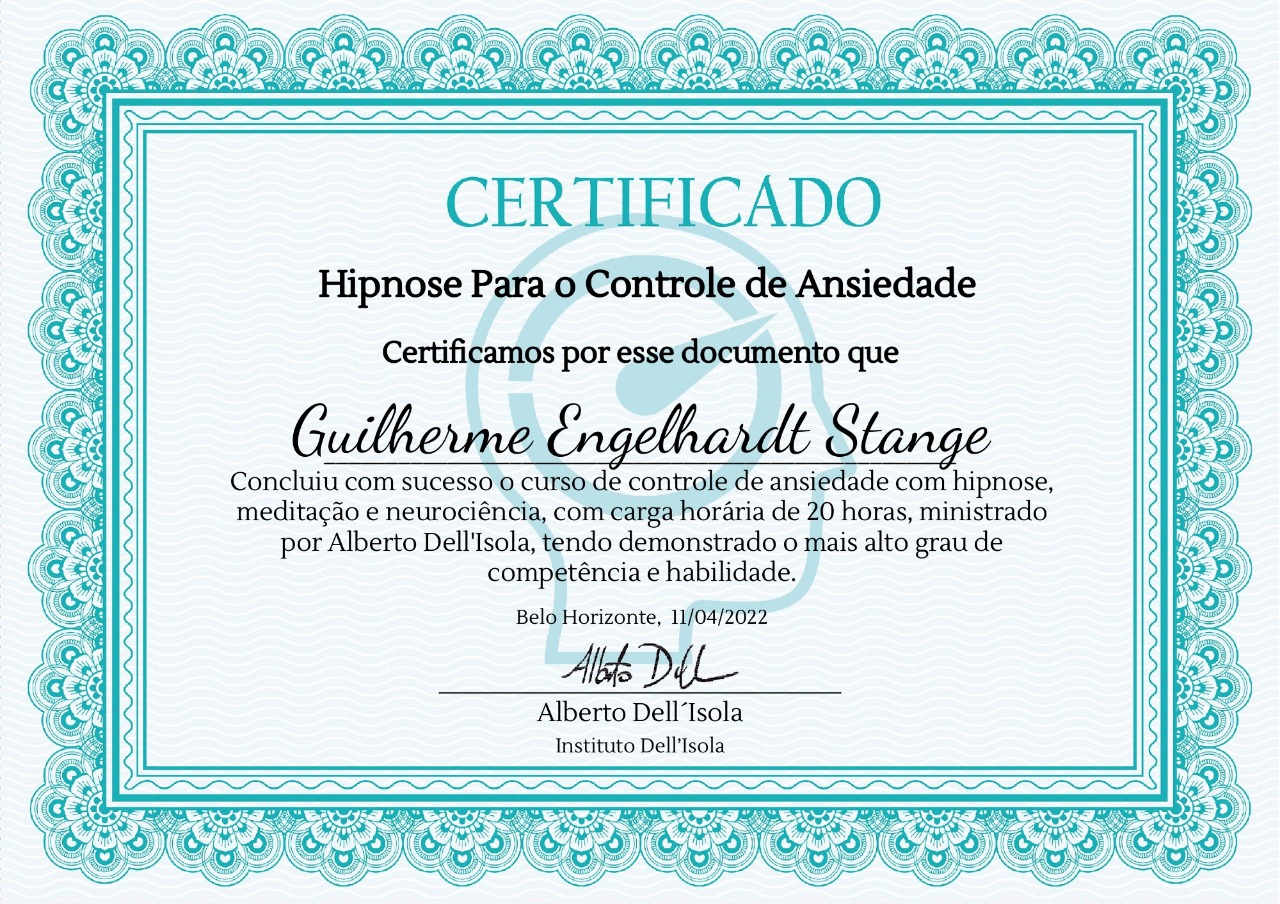 CERTIFICADO
Hipnose Para o Controle de Ansiedade
Certificamos por esse documento que
Guilherme Engelhardt Stange
Concluiu com sucesso o curso de controle de ansiedade com hipnose,
meditação e neurociência, com carga horária de 20 horas, ministrado
por Alberto Dell'Isola, tendo demonstrado o mais alto grau de
competência e habilidade.
Belo Horizonte, 11/04/2022
Alberto Dell
Alberto Dell´Isola
Instituto Dell’Isola